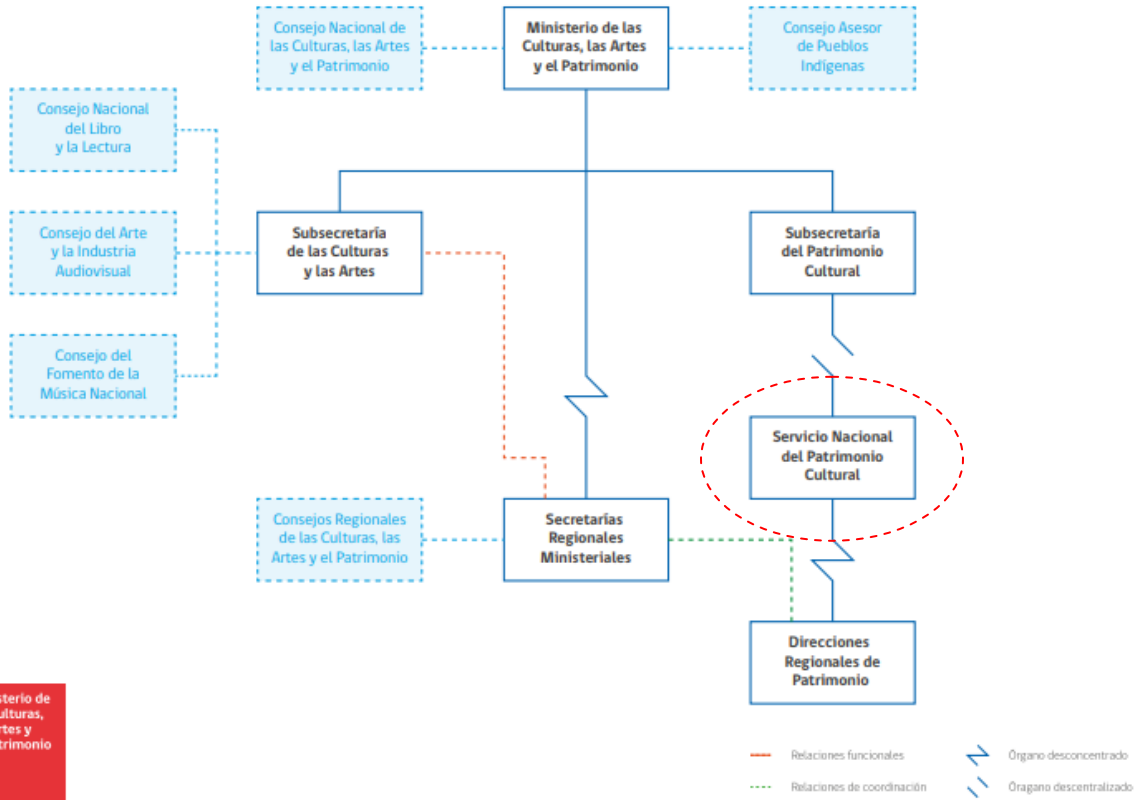 Consejo Nacional de
las Culturas, las Artes
y el Patrimonio
Ministerio de las
Culturas, las Artes
y el Patrimonio
Consejo Asesor
de Pueblos
Indígenas
Consejo Nacional
del Libro
y la Lectura
Consejo del Arte
y la Industria
Audiovisual
Subsecretaría
de las Culturas
y las Artes
Subsecretaría
del Patrimonio
Cultural
Consejo del
Fomento de la
Música Nacional
Servicio Nacional
del Patrimonio
Cultural
Consejos Regionales
de las Culturas, las
Artes y el Patrimonio
Secretarías
Regionales
Ministeriales
Direcciones
Regionales de
Patrimonio
sterio de
ulturas,
rtes y
trimonio
Relaciones funcionales
Órgano desconcentrado
Relaciones de coordinación
Óragano descentralizado